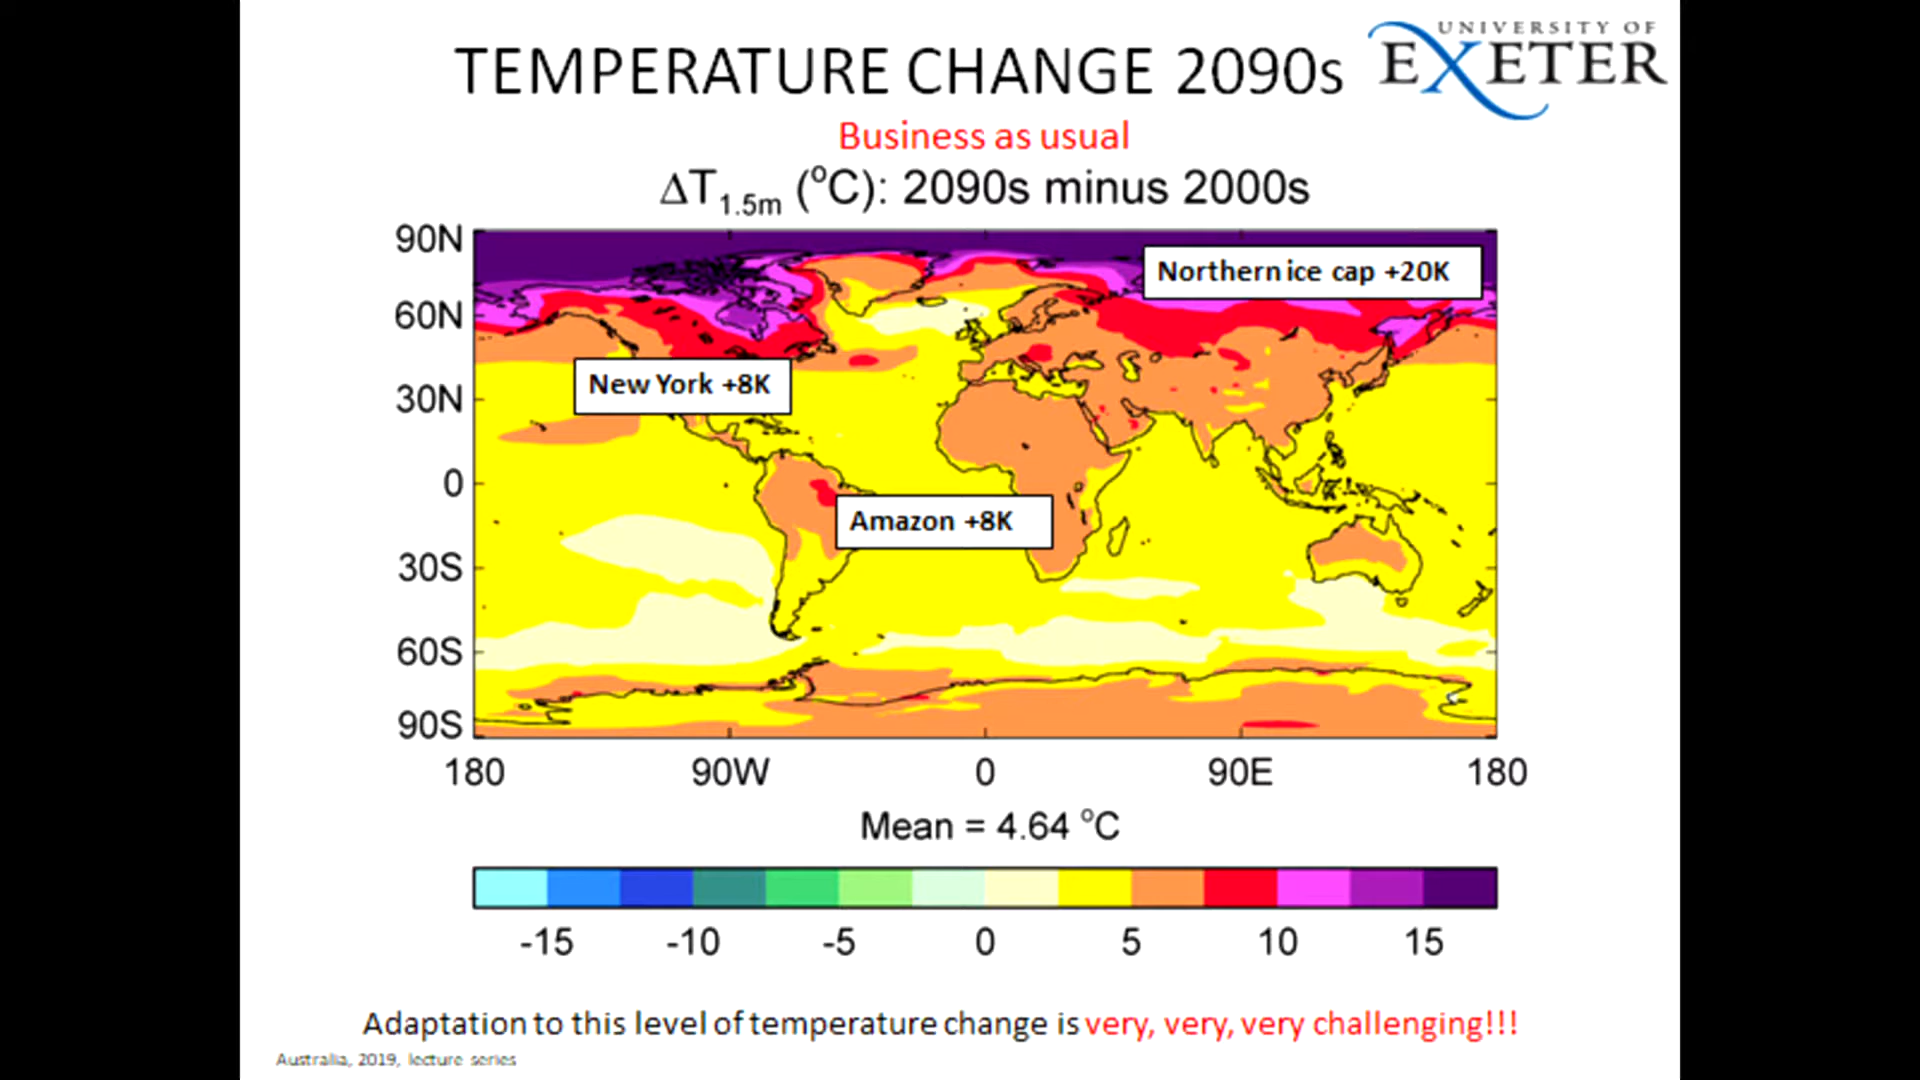 UNIVERSITY OF
EXETER
TEMPERATURE CHANGE 2090s
Business as usual
ΔT1.5m (°C): 2090s minus 2000s
90N
60N
30N
0
30S
60S
90S
Northern ice cap +20K
New York +8K
Amazon +8K
180 90W 0 90E 180
Mean = 4.64 °C
-15 -10 -5 0 5 10 15
Adaptation to this level of temperature change is very, very, very challenging!!!
Australia, 2019, lecture series